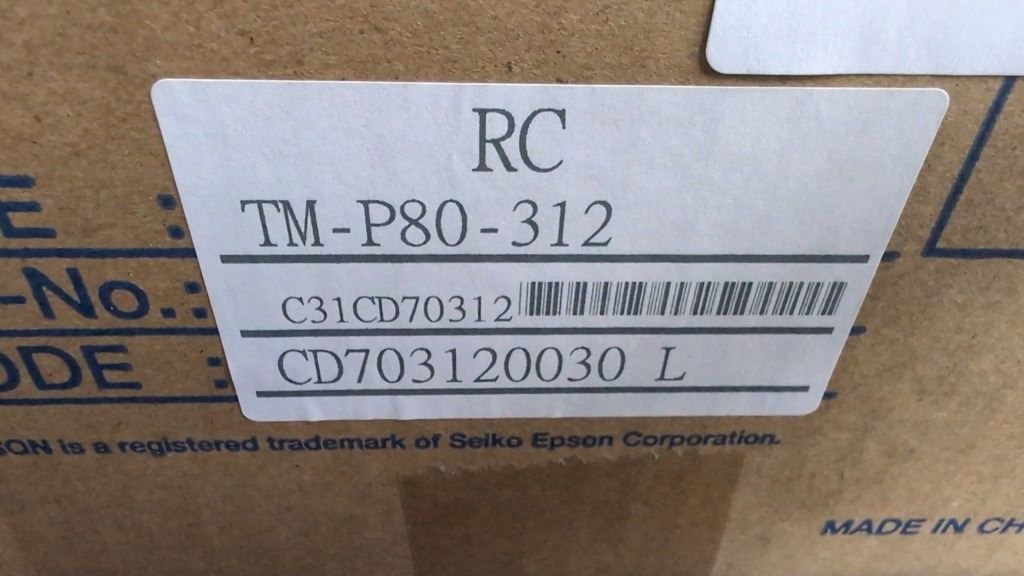 RC
TM-P80-312
E :
-No.:
C31CD70312
ODE :
CD703120030 L
SON is a registered trademark of Seiko Epson Corporation.
MADE IN CH